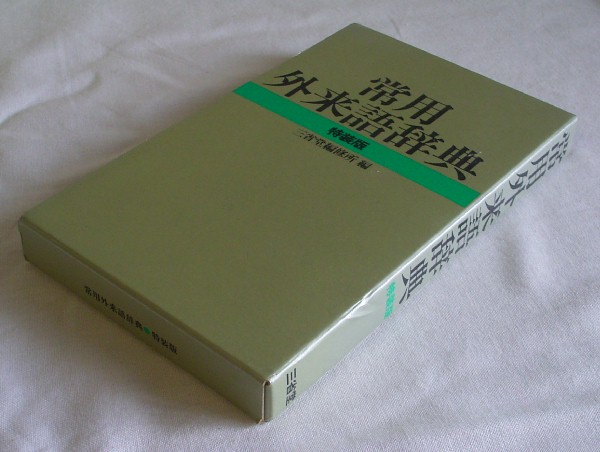 常用
外来語辞典
特装版
三省堂編修所 編
常用外来語辞典
特装版
三省堂
常用外来語辞典●特装版